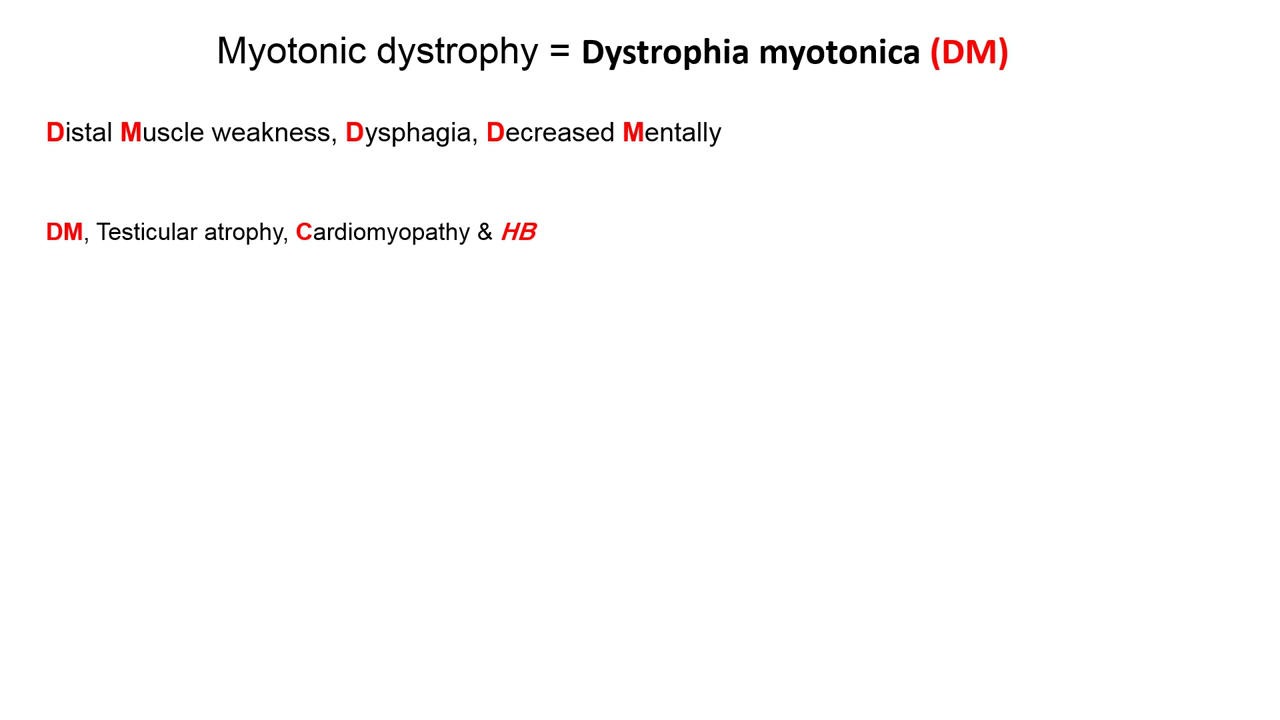 Myotonic dystrophy = Dystrophia myotonica (DM)
Distal Muscle weakness, Dysphagia, Decreased Mentally
DM, Testicular atrophy, Cardiomyopathy & HB